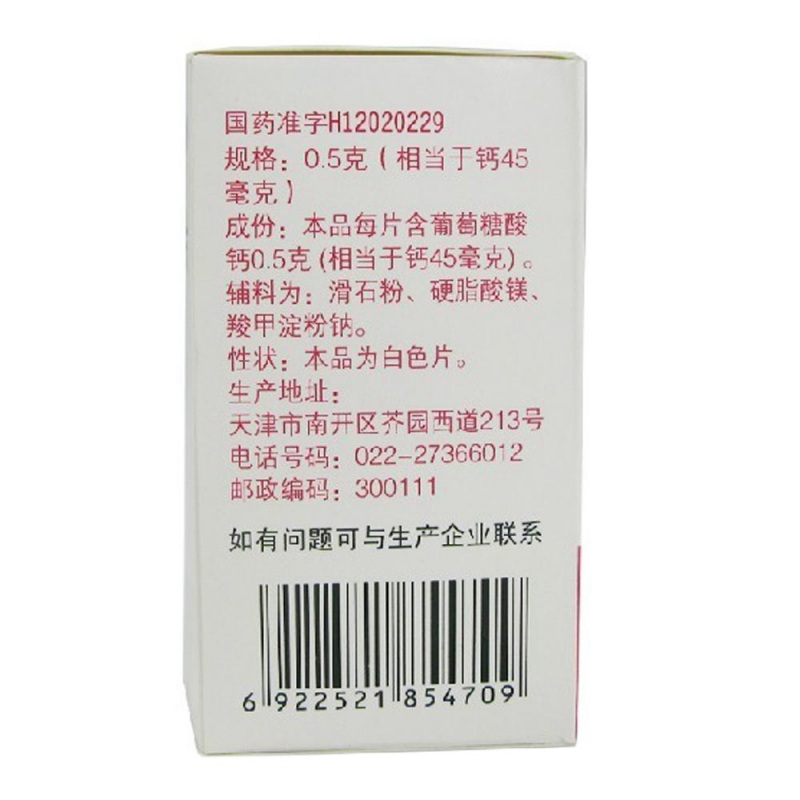 国药准字H12020229
规格：0.5克（相当于钙45
毫克）
成份：本品每片含葡萄糖酸
钙0.5克(相当于钙45毫克)。
辅料为：滑石粉、硬脂酸镁、
羧甲淀粉钠。
性状：本品为白色片。
生产地址：
天津市南开区芥园西道213号
电话号码：022-27366012
邮政编码：300111
如有问题可与生产企业联系
6 922521 854709